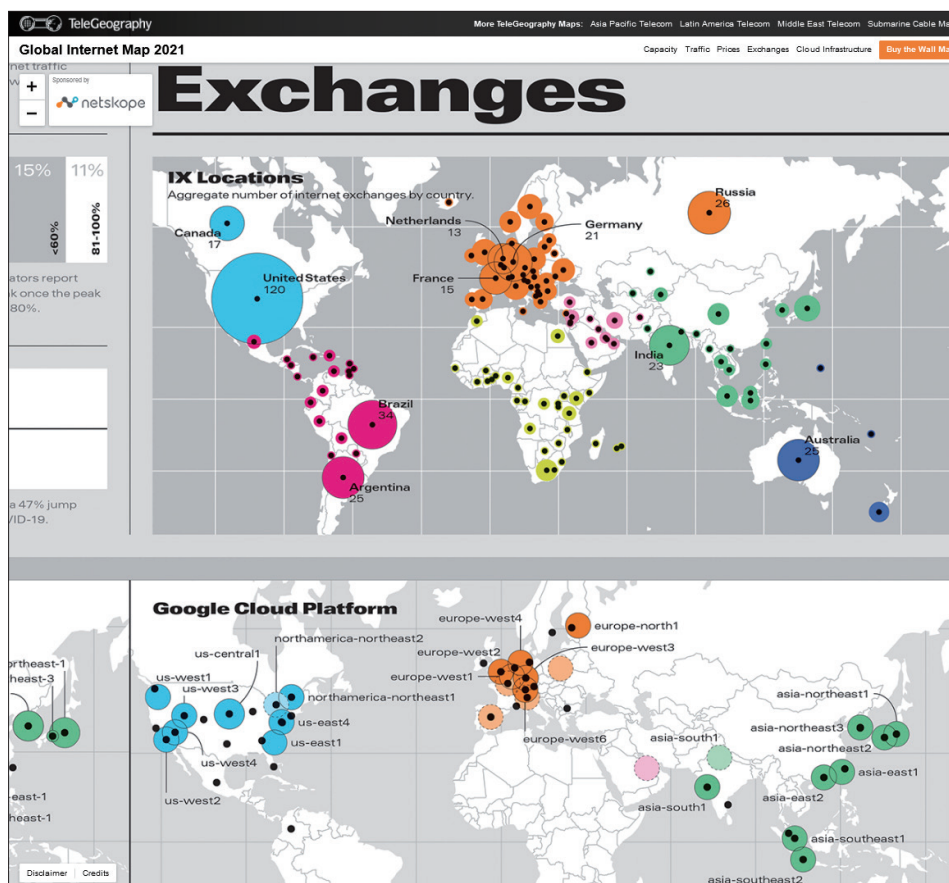 TeleGeography
More TeleGeography Maps: Asia Pacific Telecom Latin America Telecom Middle East Telecom Submarine Cable Ma
Global Internet Map 2021
Capacity Traffic Prices Exchanges Cloud Infrastructure Buy the Wall Ma
net traffic
+
−
Sponsored by
netskope
Exchanges
15% 11%
<60%
81-100%
ators report
k once the peak
80%.
a 47% jump
/ID-19.
IX Locations
Aggregate number of internet exchanges by country.
Canada
17
United States
120
Netherlands
13
Germany
21
France
15
Russia
26
India
23
Brazil
34
Argentina
25
Australia
25
Google Cloud Platform
europe-west4
europe-north1
northamerica-northeast2
europe-west2
europe-west3
us-central1
europe-west1
us-west1
us-west3
northamerica-northeast1
us-east4
us-east1
us-west4
us-west2
europe-west6
asia-south1
asia-northeast1
asia-northeast3
asia-northeast2
asia-east1
asia-east2
asia-south1
asia-southeast1
asia-southeast2
ortheast-1
heast-3
-east-1
heast-1
Disclaimer Credits